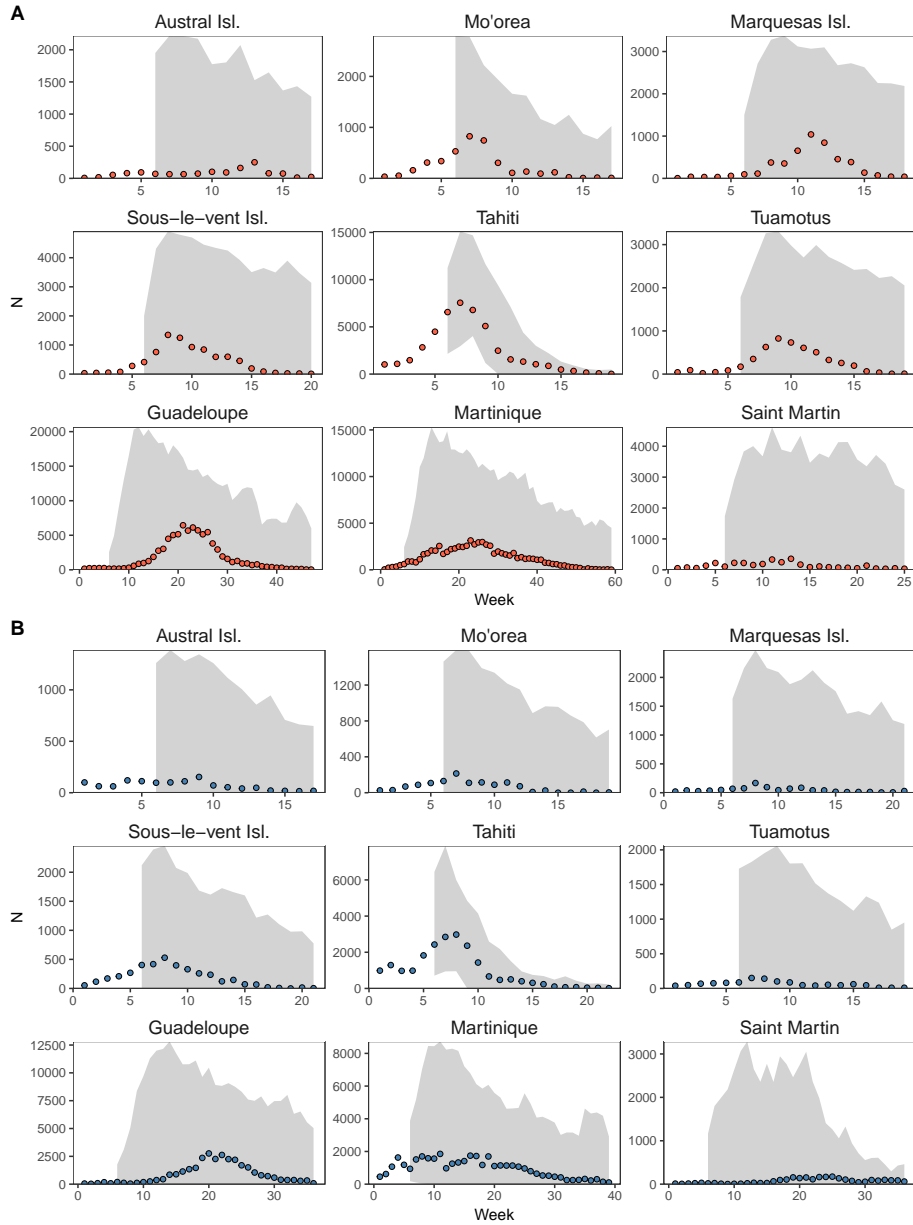 A
Austral Isl. Mo'orea Marquesas Isl.
2000
1500
1000
500
0
5 10 15
2000
1000
0
5 10 15
3000
2000
1000
0
5 10 15
Sous−le−vent Isl. Tahiti Tuamotus
N
4000
3000
2000
1000
0
5 10 15 20
15000
10000
5000
0
5 10 15
3000
2000
1000
0
5 10 15
Guadeloupe Martinique Saint Martin
20000
15000
10000
5000
0
0 10 20 30 40
15000
10000
5000
0
0 20 40 60
4000
3000
2000
1000
0
0 5 10 15 20 25
Week
B
Austral Isl. Mo'orea Marquesas Isl.
1000
500
0
5 10 15
1200
800
400
0
5 10 15
2000
1500
1000
500
0
5 10 15 20
Sous−le−vent Isl. Tahiti Tuamotus
N
2000
1500
1000
500
0
0 5 10 15 20
6000
4000
2000
0
0 5 10 15 20
2000
1500
1000
500
0
5 10 15
Guadeloupe Martinique Saint Martin
12500
10000
7500
5000
2500
0
0 10 20 30
8000
6000
4000
2000
0
0 10 20 30 40
3000
2000
1000
0
0 10 20 30
Week